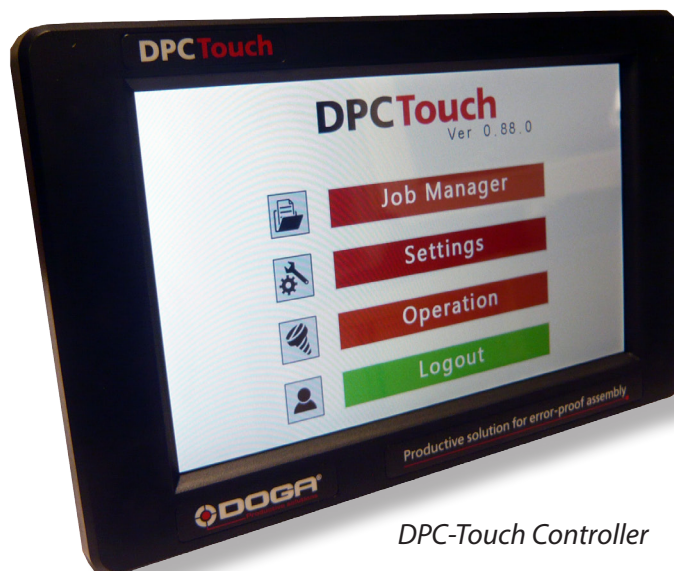 DPCTouch
DPCTouch
Ver 0.88.0
Job Manager
Settings
Operation
Logout
Productive solution for error-proof assembly
DOGA
DPC-Touch Controller